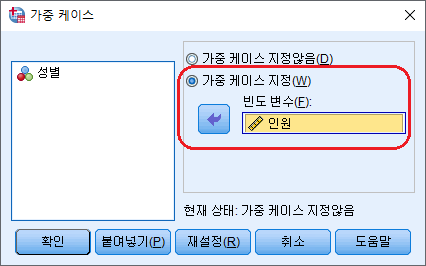 가중 케이스
성별
가중 케이스 지정않음(D)
가중 케이스 지정(W)
빈도 변수(F):
인원
현재 상태: 가중 케이스 지정않음
확인
붙여넣기(P)
재설정(R)
취소
도움말